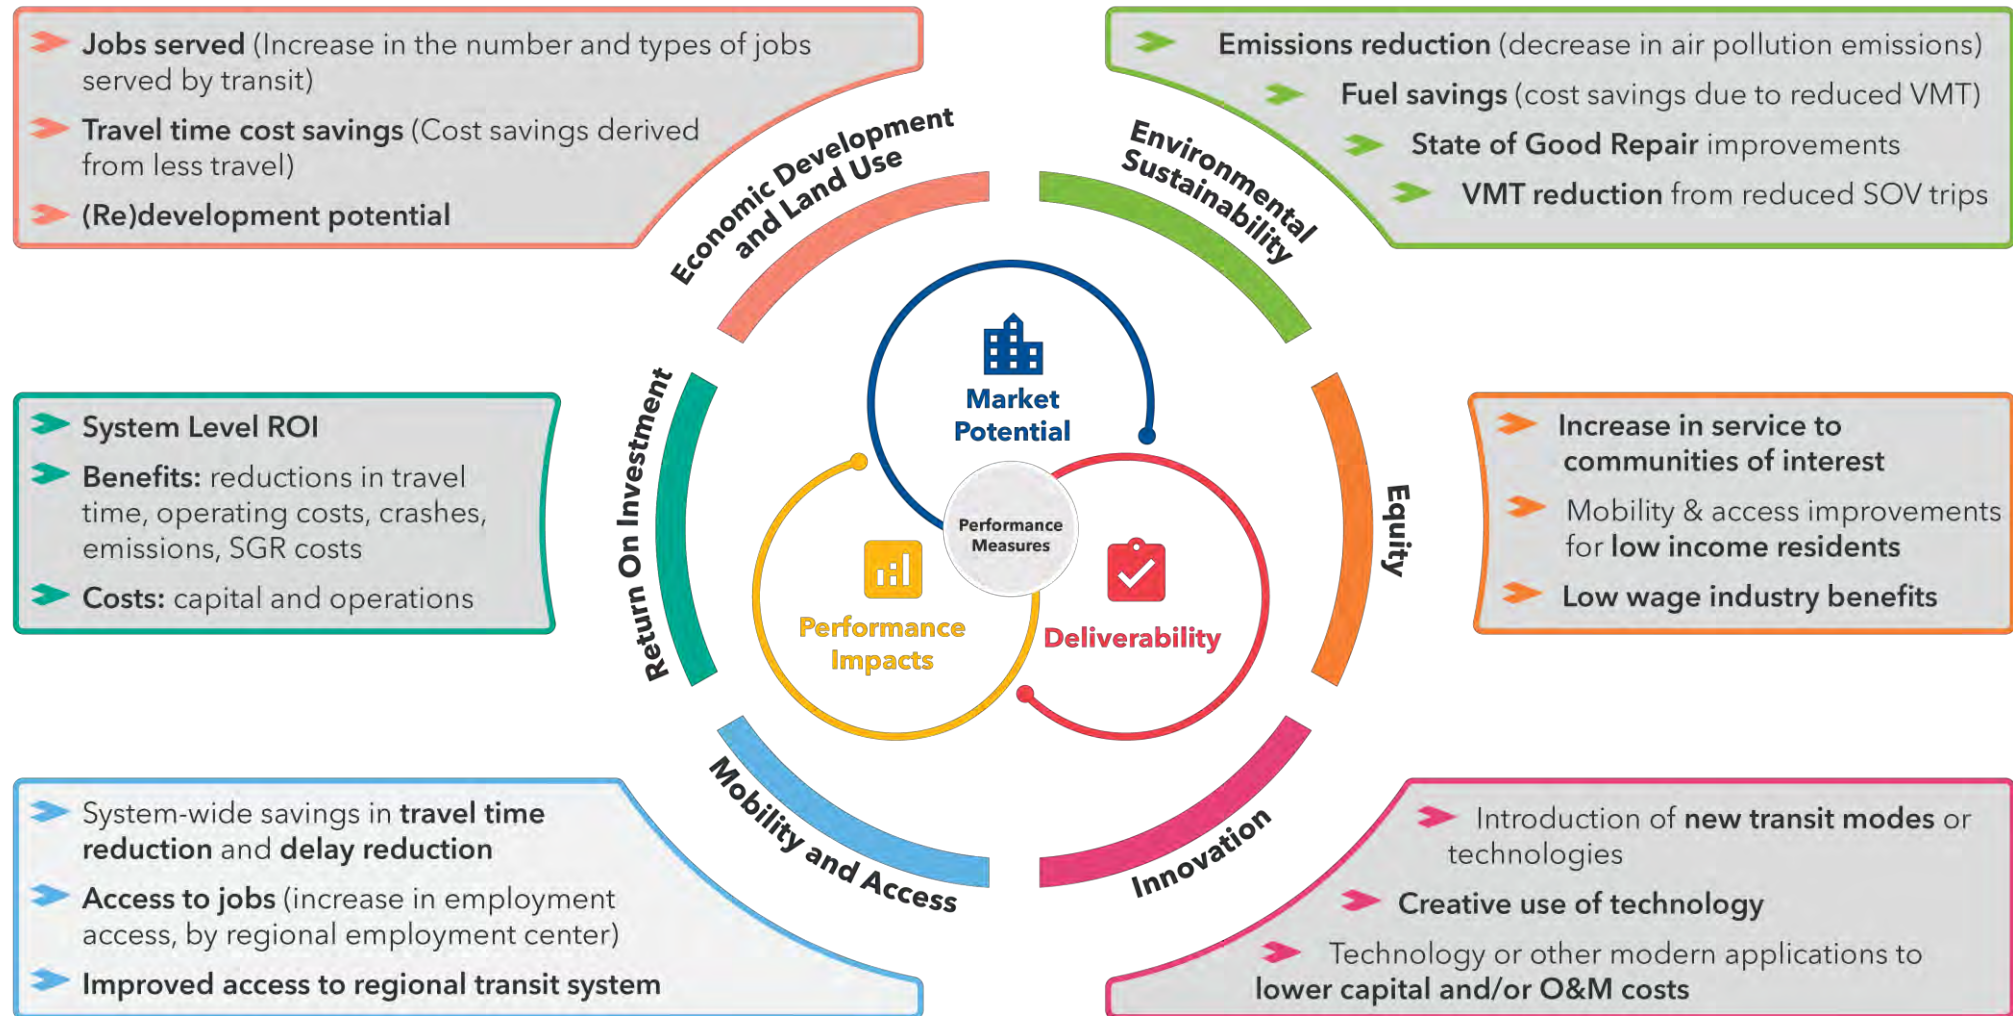 Jobs served (Increase in the number and types of jobs
served by transit)
Travel time cost savings (Cost savings derived
from less travel)
(Re)development potential
Emissions reduction (decrease in air pollution emissions)
Fuel savings (cost savings due to reduced VMT)
State of Good Repair improvements
VMT reduction from reduced SOV trips
Economic Development
and Land Use
Environmental
Sustainability
Market
Potential
Performance
Measures
Performance
Impacts
Deliverability
System Level ROI
Benefits: reductions in travel
time, operating costs, crashes,
emissions, SGR costs
Costs: capital and operations
Return On Investment
Equity
Increase in service to
communities of interest
Mobility & access improvements
for low income residents
Low wage industry benefits
Mobility and Access
Innovation
System-wide savings in travel time
reduction and delay reduction
Access to jobs (increase in employment
access, by regional employment center)
Improved access to regional transit system
Introduction of new transit modes or
technologies
Creative use of technology
Technology or other modern applications to
lower capital and/or O&M costs